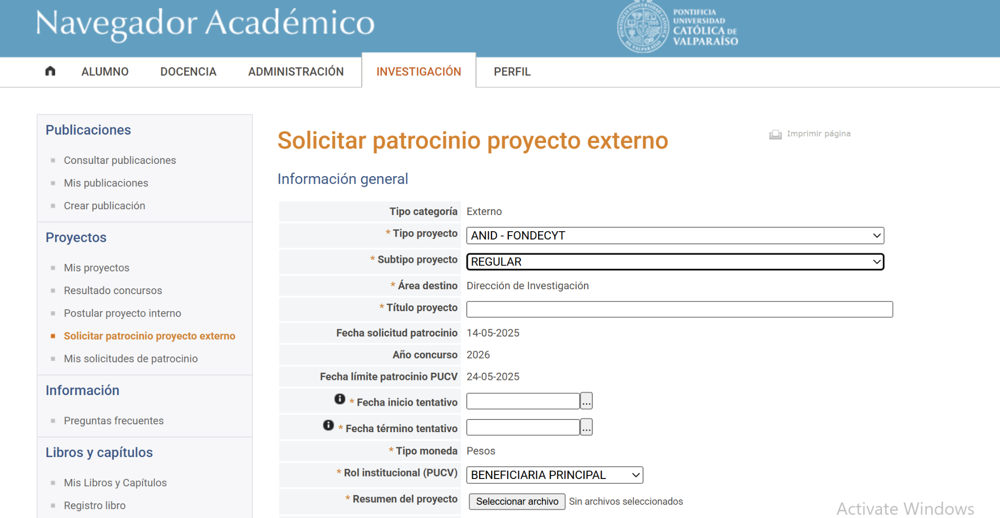 Navegador Académico
PONTIFICIA
UNIVERSIDAD
CATÓLICA DE
VALPARAÍSO
ALUMNO DOCENCIA ADMINISTRACIÓN INVESTIGACIÓN PERFIL
Publicaciones
Consultar publicaciones
Mis publicaciones
Crear publicación
Proyectos
Mis proyectos
Resultado concursos
Postular proyecto interno
Solicitar patrocinio proyecto externo
Mis solicitudes de patrocinio
Información
Preguntas frecuentes
Libros y capítulos
Mis Libros y Capítulos
Registro libro
Solicitar patrocinio proyecto externo
Imprimir página
Información general
Tipo categoría Externo
* Tipo proyecto ANID - FONDECYT
* Subtipo proyecto REGULAR
* Área destino Dirección de Investigación
* Título proyecto
Fecha solicitud patrocinio 14-05-2025
Año concurso 2026
Fecha límite patrocinio PUCV 24-05-2025
* Fecha inicio tentativo ...
* Fecha término tentativo ...
* Tipo moneda Pesos
* Rol institucional (PUCV) BENEFICIARIA PRINCIPAL
* Resumen del proyecto Seleccionar archivo Sin archivos seleccionados
Activate Windows